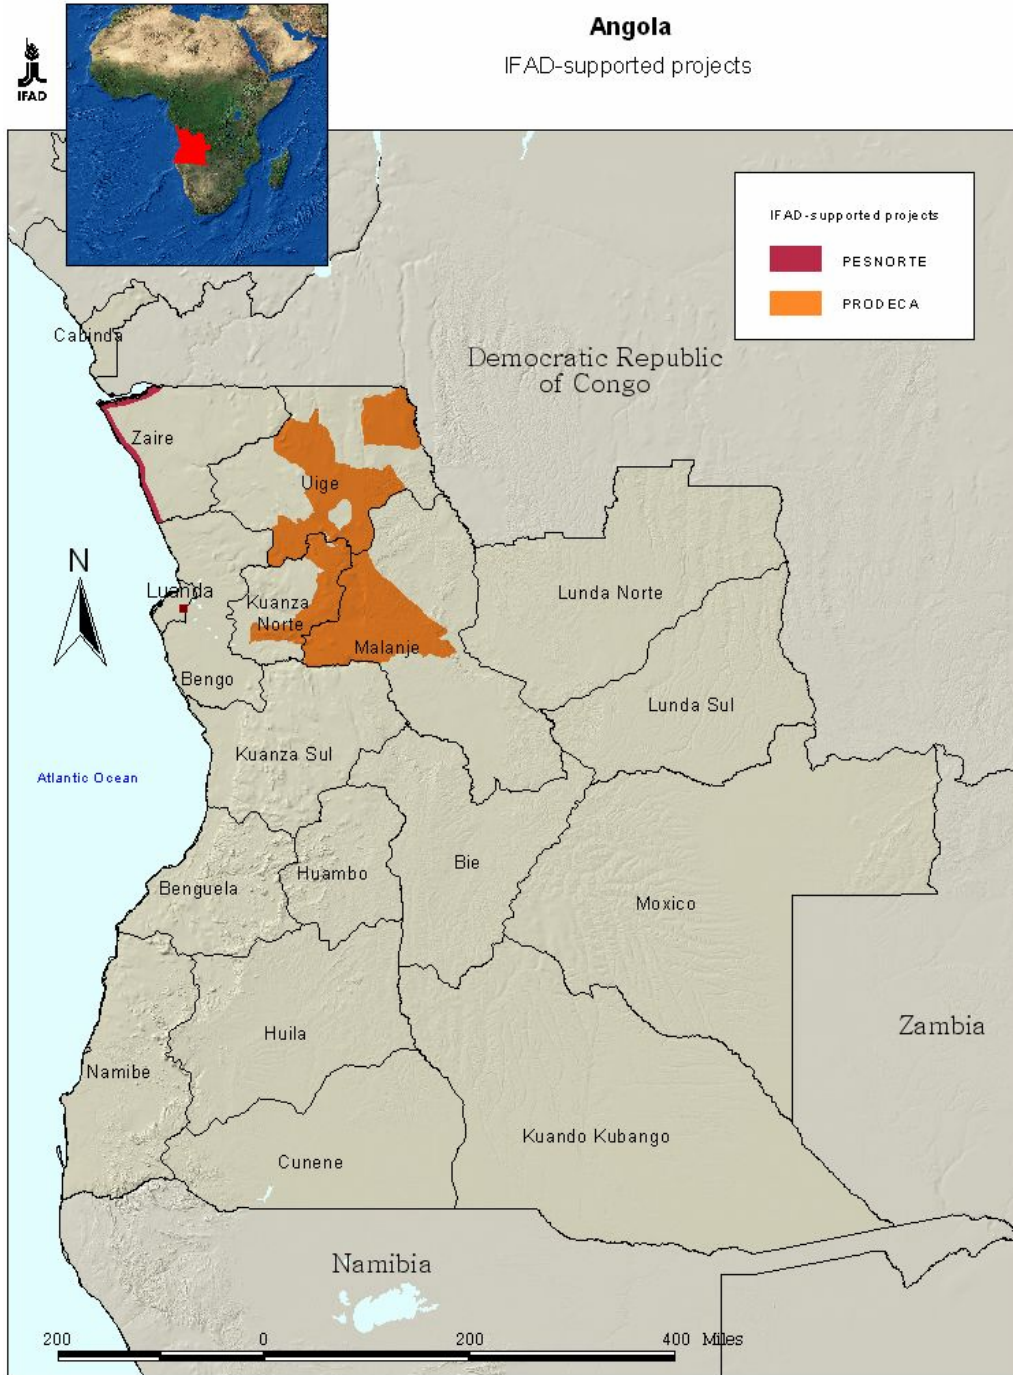 Angola
IFAD-supported projects
IFAD
IFAD-supported projects
PESNORTE
PRODECA
Cabinda
Democratic Republic
of Congo
Zaire
Uige
N
Luanda
Kuanza
Norte
Lunda Norte
Malanje
Bengo
Lunda Sul
Kuanza Sul
Atlantic Ocean
Bie
Huambo
Benguela
Moxico
Zambia
Huila
Namibe
Kuando Kubango
Cunene
Namibia
200 0 200 400 Miles